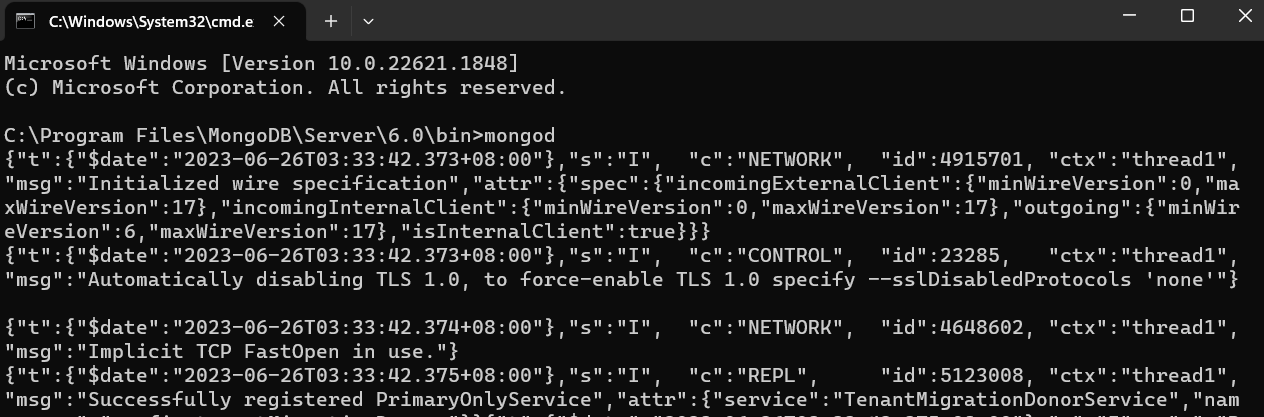 C:\Windows\System32\cmd.e
Microsoft Windows [Version 10.0.22621.1848]
(c) Microsoft Corporation. All rights reserved.
C:\Program Files\MongoDB\Server\6.0\bin>mongod
{"t":{"$date":"2023-06-26T03:33:42.373+08:00"},"s":"I",  "c":"NETWORK",  "id":4915701, "ctx":"thread1",
"msg":"Initialized wire specification","attr":{"spec":{"incomingExternalClient":{"minWireVersion":0,"ma
xWireVersion":17},"incomingInternalClient":{"minWireVersion":0,"maxWireVersion":17},"outgoing":{"minWir
eVersion":6,"maxWireVersion":17},"isInternalClient":true}}}
{"t":{"$date":"2023-06-26T03:33:42.373+08:00"},"s":"I",  "c":"CONTROL",  "id":23285,   "ctx":"thread1",
"msg":"Automatically disabling TLS 1.0, to force-enable TLS 1.0 specify --sslDisabledProtocols 'none'"}
{"t":{"$date":"2023-06-26T03:33:42.374+08:00"},"s":"I",  "c":"NETWORK",  "id":4648602, "ctx":"thread1",
"msg":"Implicit TCP FastOpen in use."}
{"t":{"$date":"2023-06-26T03:33:42.375+08:00"},"s":"I",  "c":"REPL",     "id":5123008, "ctx":"thread1",
"msg":"Successfully registered PrimaryOnlyService","attr":{"service":"TenantMigrationDonorService","nam